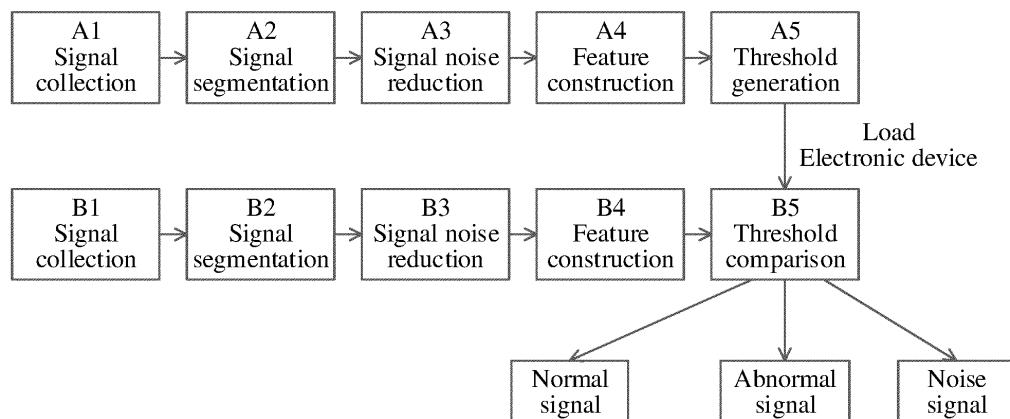 A1
Signal
collection
A2
Signal
segmentation
A3
Signal noise
reduction
A4
Feature
construction
A5
Threshold
generation
Load
Electronic device
B1
Signal
collection
B2
Signal
segmentation
B3
Signal noise
reduction
B4
Feature
construction
B5
Threshold
comparison
Normal
signal
Abnormal
signal
Noise
signal